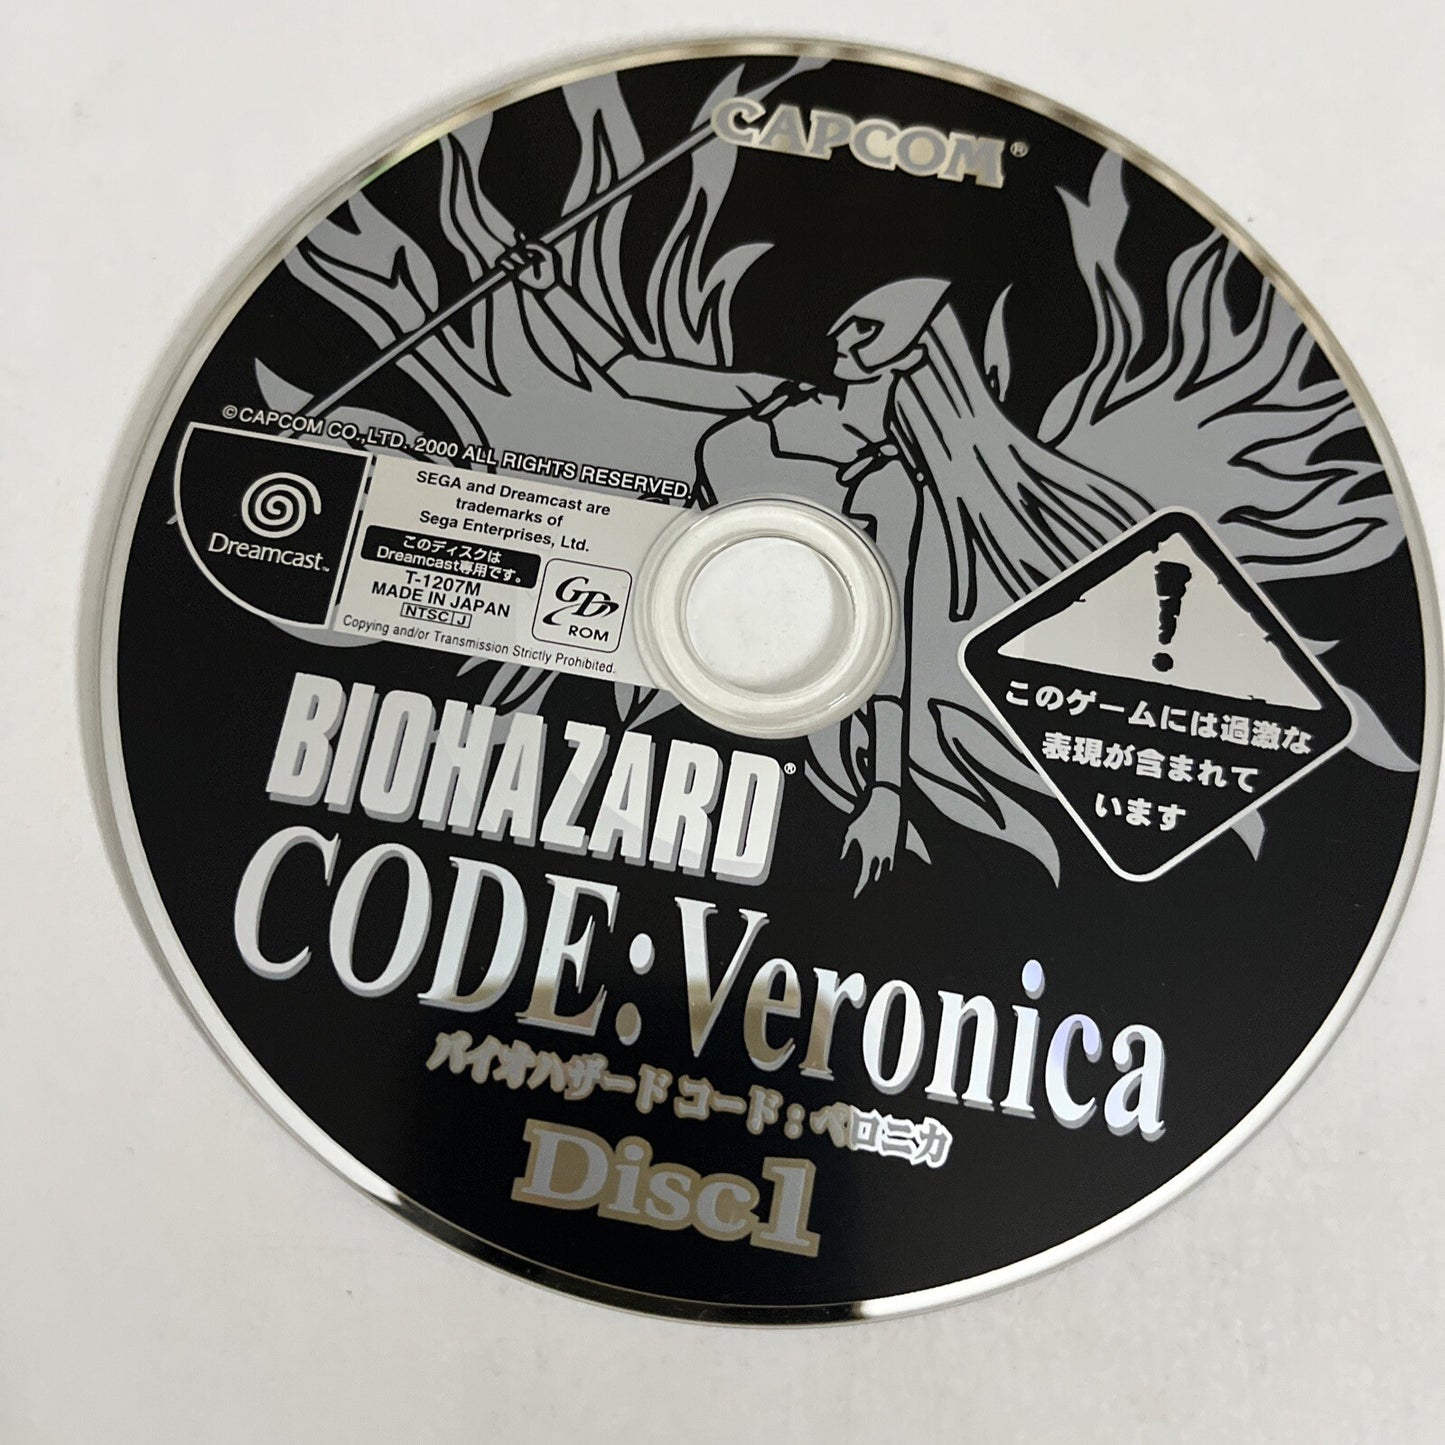 CAPCOM®
©CAPCOM CO.,LTD. 2000 ALL RIGHTS RESERVED.
Dreamcast™
SEGA and Dreamcast are
trademarks of
Sega Enterprises, Ltd.
このディスクは
Dreamcast専用です。
T-1207M
MADE IN JAPAN
NTSC J
Copying and/or Transmission Strictly Prohibited.
GD
ROM
!
このゲームには過激な
表現が含まれて
います
BIOHAZARD®
CODE:Veronica
バイオハザード コード:ベロニカ
Disc1